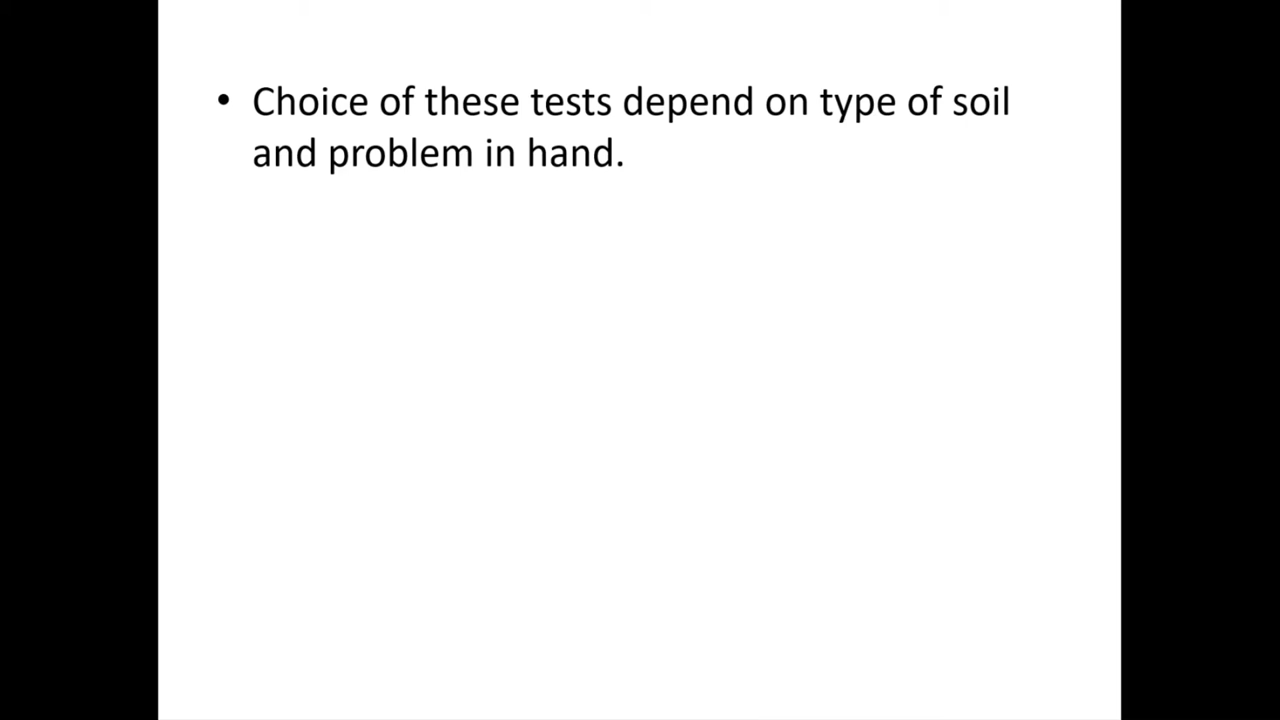 • Choice of these tests depend on type of soil
and problem in hand.